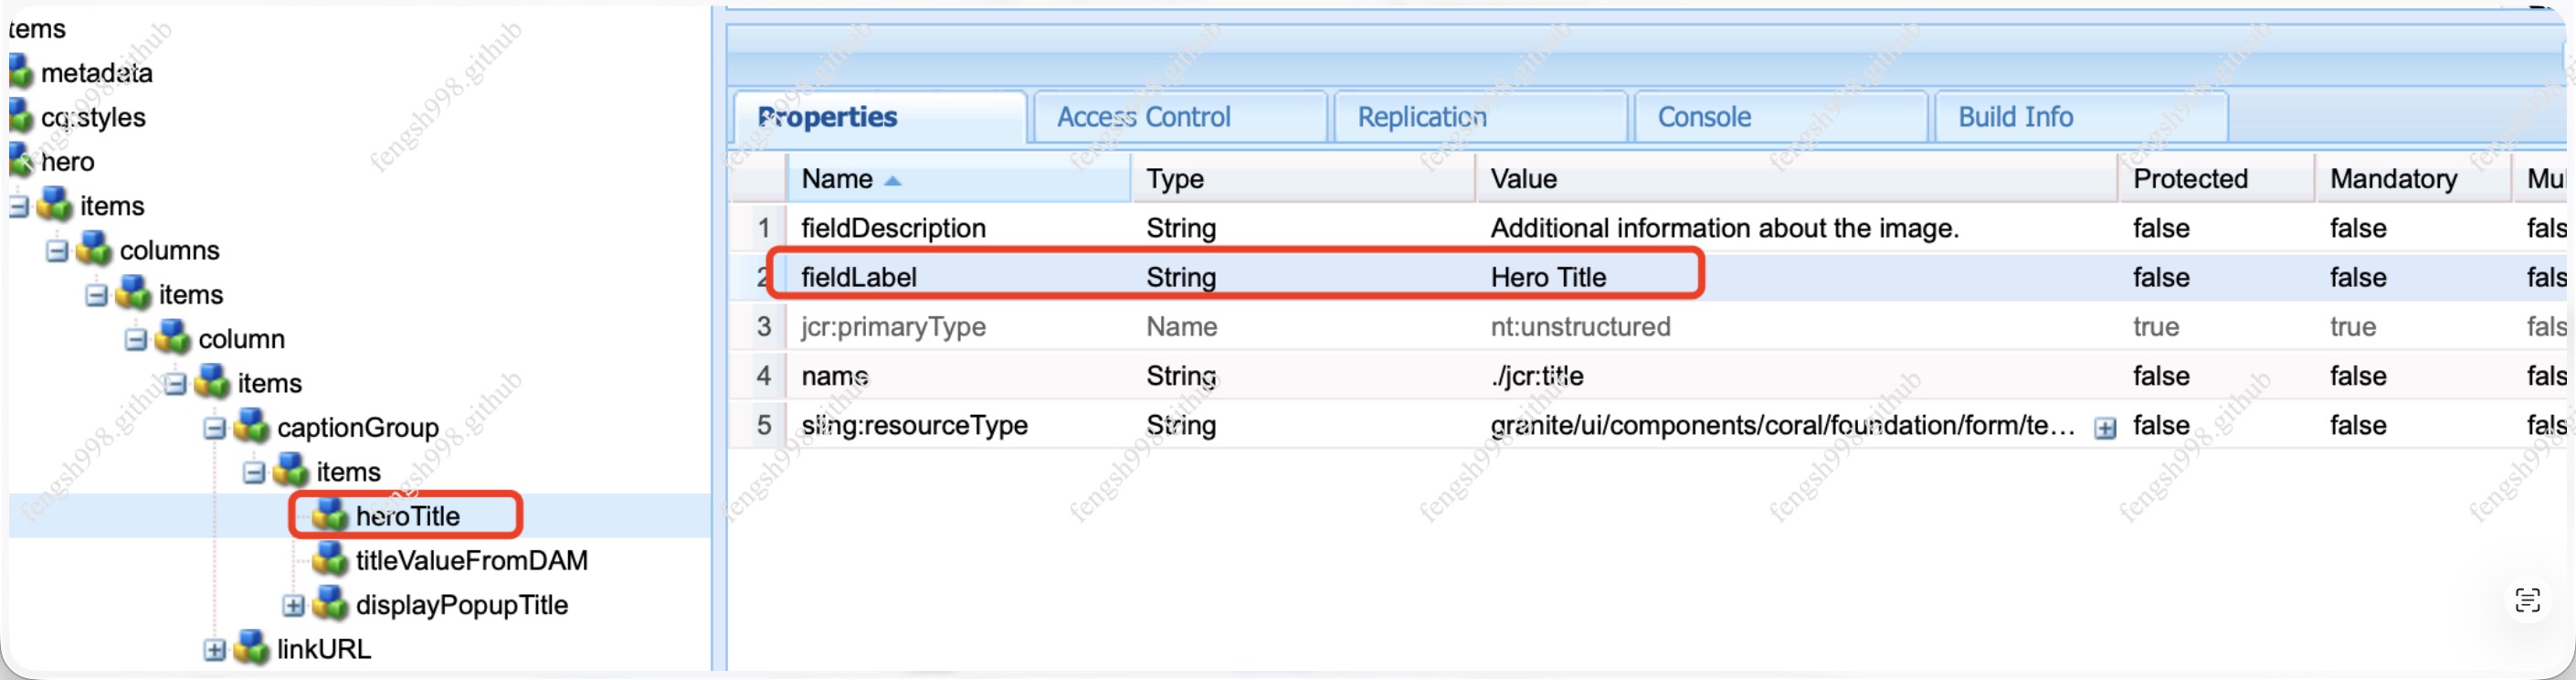 tems
metadata
cq:styles
hero
items
columns
items
column
items
captionGroup
items
heroTitle
titleValueFromDAM
displayPopupTitle
linkURL
Properties Access Control Replication Console Build Info
Name Type Value Protected Mandatory Mul
1 fieldDescription String Additional information about the image. false false fals
2 fieldLabel String Hero Title false false fals
3 jcr:primaryType Name nt:unstructured true true fals
4 name String ./jcr:title false false fals
5 sling:resourceType String granite/ui/components/coral/foundation/form/te... false false fals
fengsh998.github